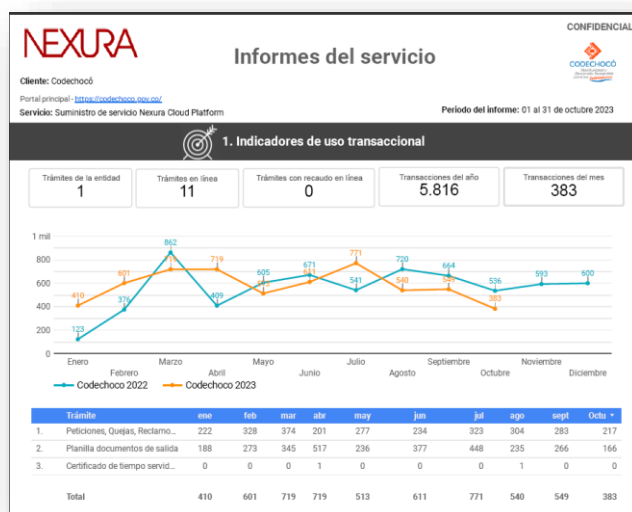 CONFIDENCIAL
NEXURA
Informes del servicio
CODECHOCÓ
Cliente: Codechocó
Portal principal - https://codechoco.gov.co/
Servicio: Suministro de servicio Nexura Cloud Platform
Periodo del informe: 01 al 31 de octubre 2023
1. Indicadores de uso transaccional
Trámites de la entidad
1
Trámites en línea
11
Trámites con recaudo en línea
0
Transacciones del año
5.816
Transacciones del mes
383
1 mil
800
600
400
200
0
123 376 862 409 605 671 541 720 664 536 593 600
410 601 719 719 771 540 549 383
Enero Febrero Marzo Abril Mayo Junio Julio Agosto Septiembre Octubre Noviembre Diciembre
Codechoco 2022 Codechoco 2023
Trámite ene feb mar abr may jun jul ago sept Octu
1. Peticiones, Quejas, Reclamo... 222 328 374 201 277 234 323 304 283 217
2. Planilla documentos de salida 188 273 345 517 236 377 448 235 266 166
3. Certificado de tiempo servid... 0 0 0 1 0 0 0 1 0 0
Total 410 601 719 719 513 611 771 540 549 383